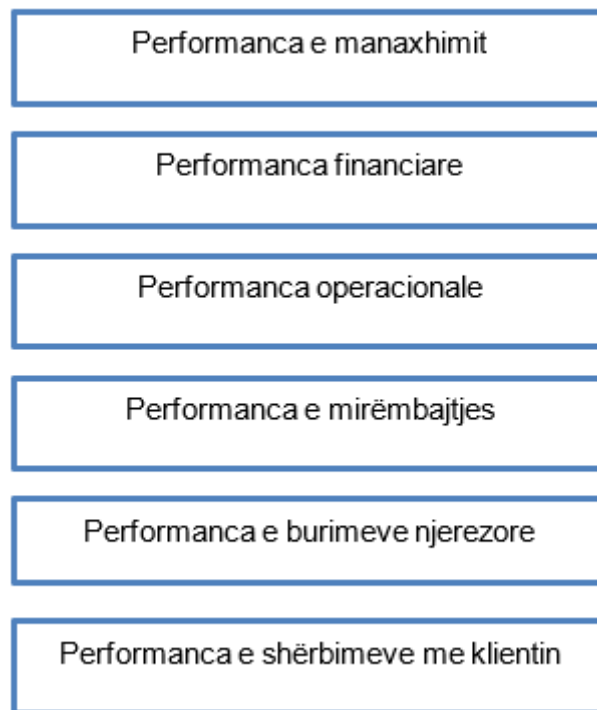 Performanca e manaxhimit
Performanca financiare
Performanca operacionale
Performanca e mirëmbajtjes
Performanca e burimeve njerezore
Performanca e shërbimeve me klientin